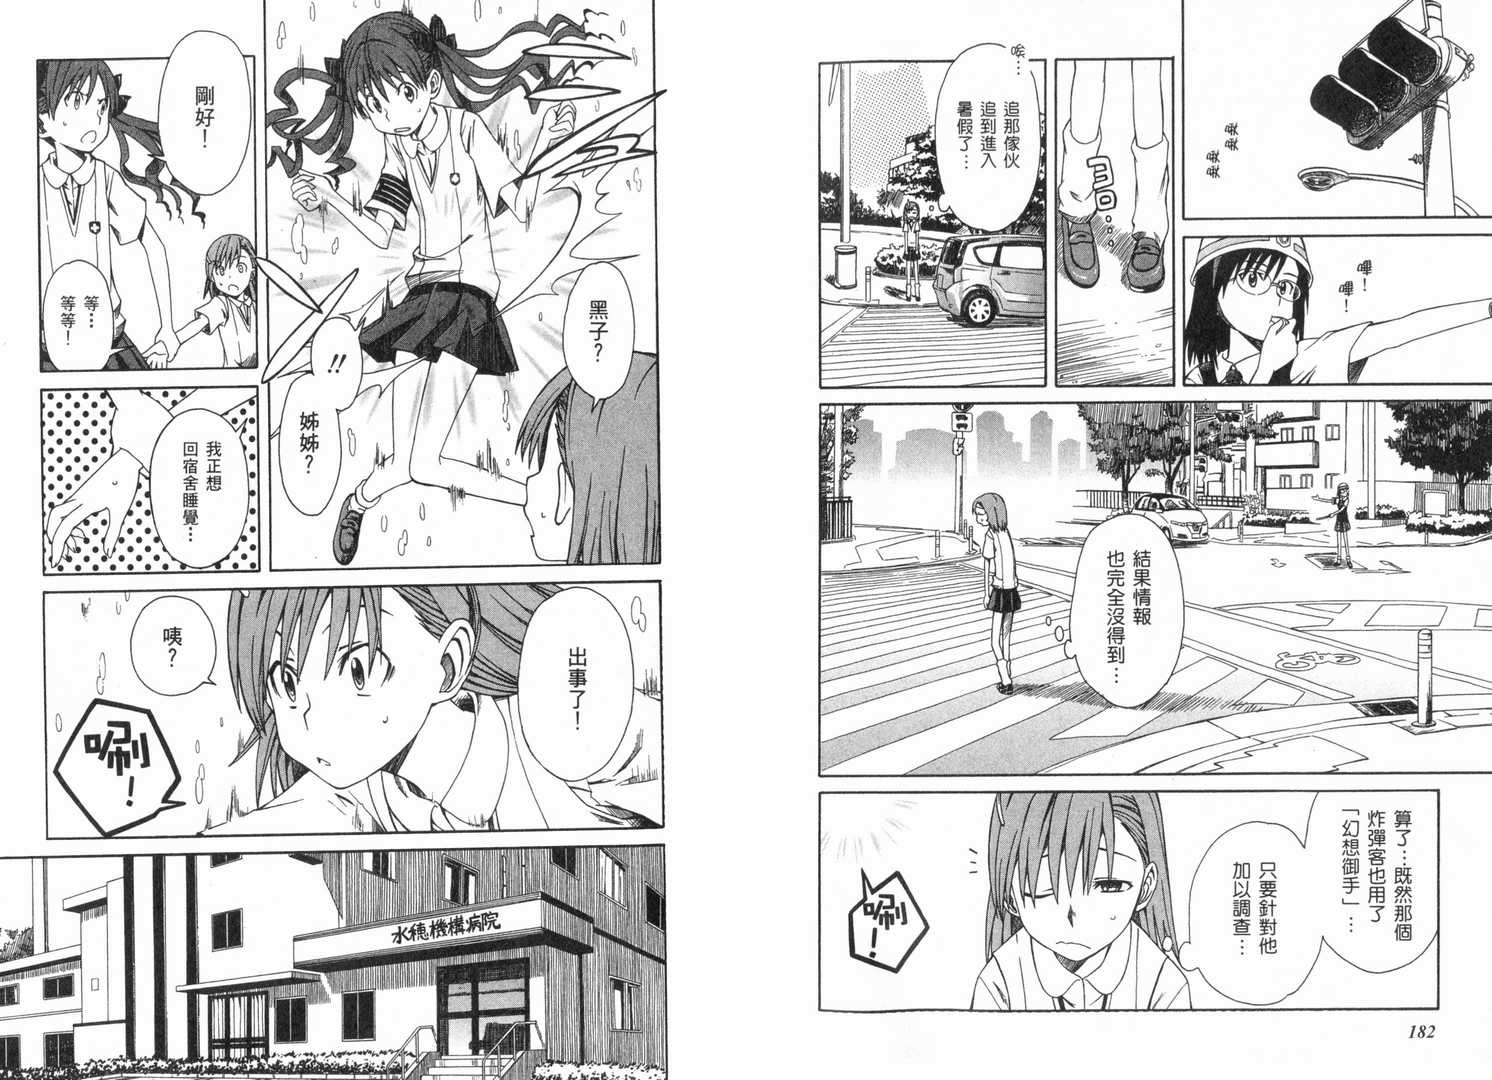 嗶
嗶!
ヨロ…
唉…
追那傢伙
追到進入
暑假了…
結果情報
也完全沒得到…
算了…既然那個
炸彈客也用了
「幻想御手」…
只要針對他
加以調查…
唰!
182
黑子?
!!
姊姊?
剛好!
等…
等等!
我正想
回宿舍睡覺…
出事了!
咦?
唰!
水穗機構病院